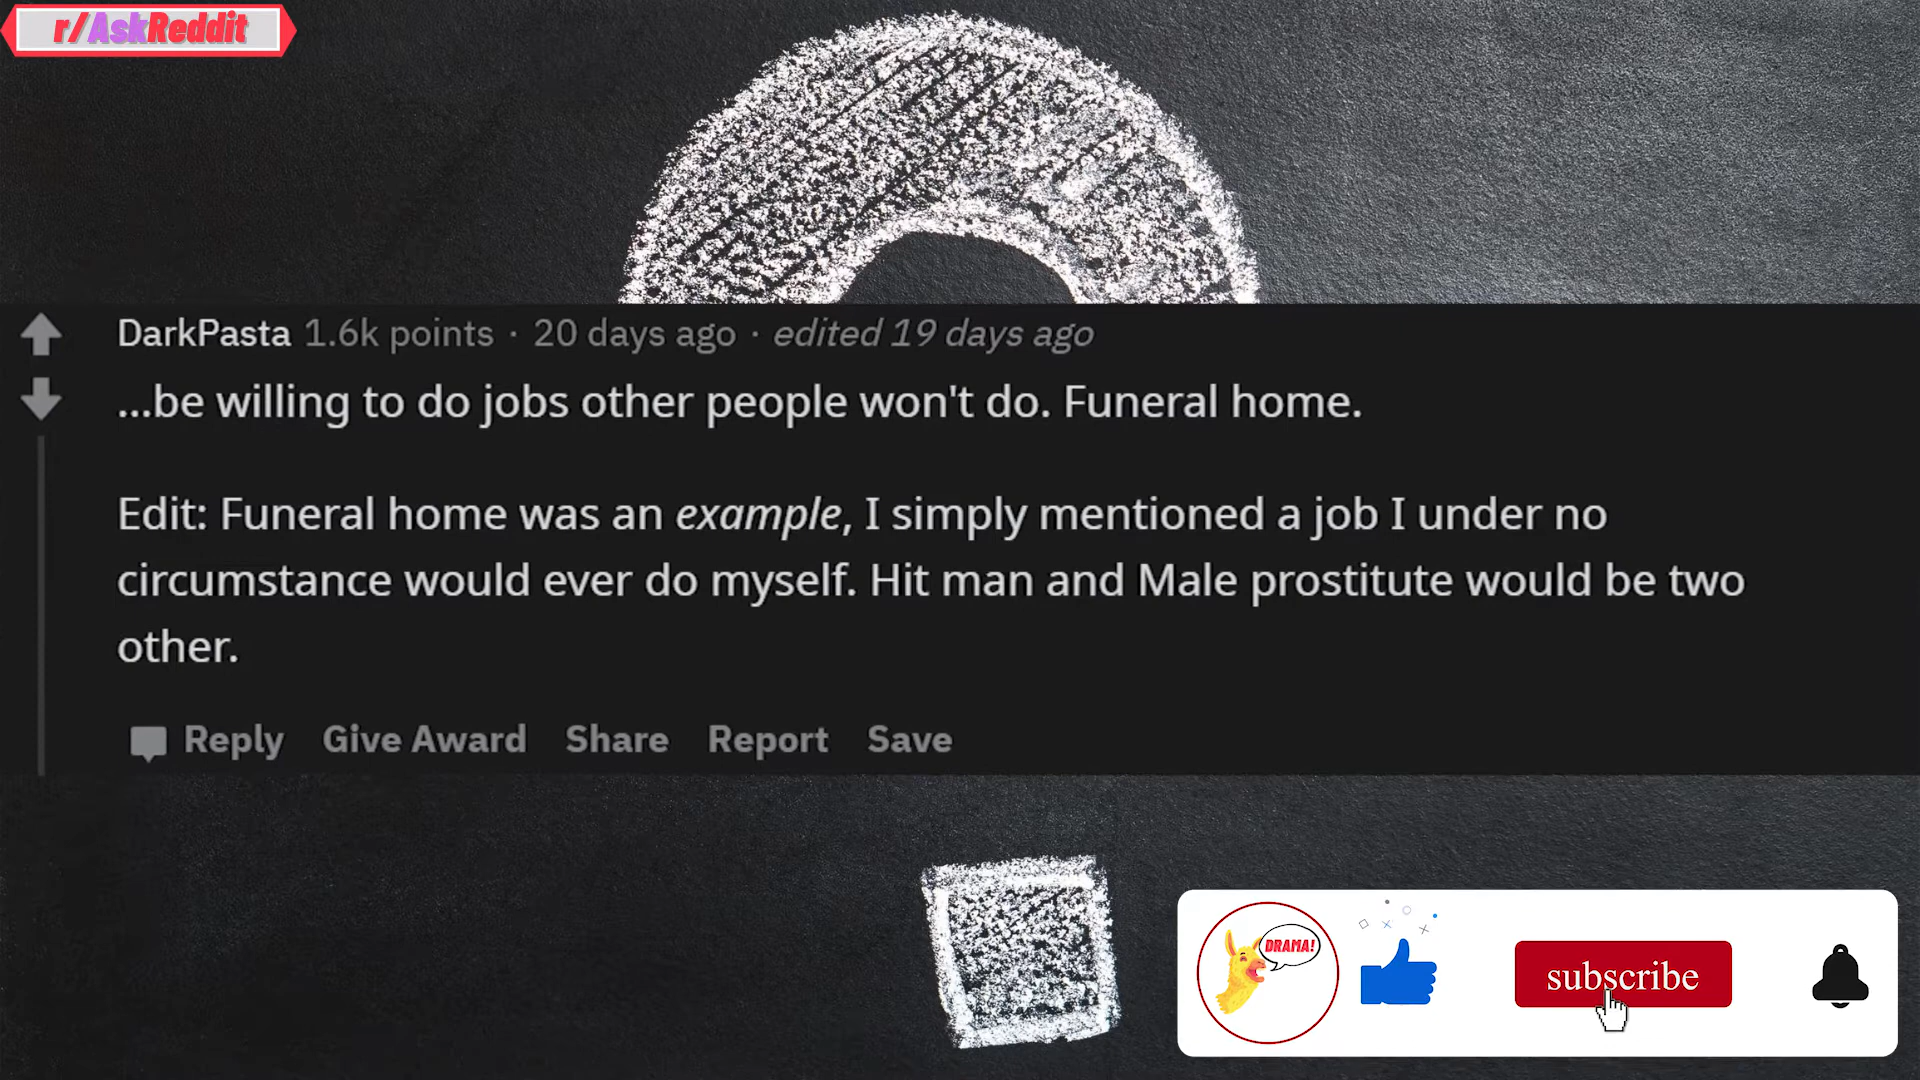 r/AskReddit
DarkPasta 1.6k points · 20 days ago · edited 19 days ago
...be willing to do jobs other people won't do. Funeral home.
Edit: Funeral home was an example, I simply mentioned a job I under no
circumstance would ever do myself. Hit man and Male prostitute would be two
other.
Reply Give Award Share Report Save
DRAMA!
subscribe